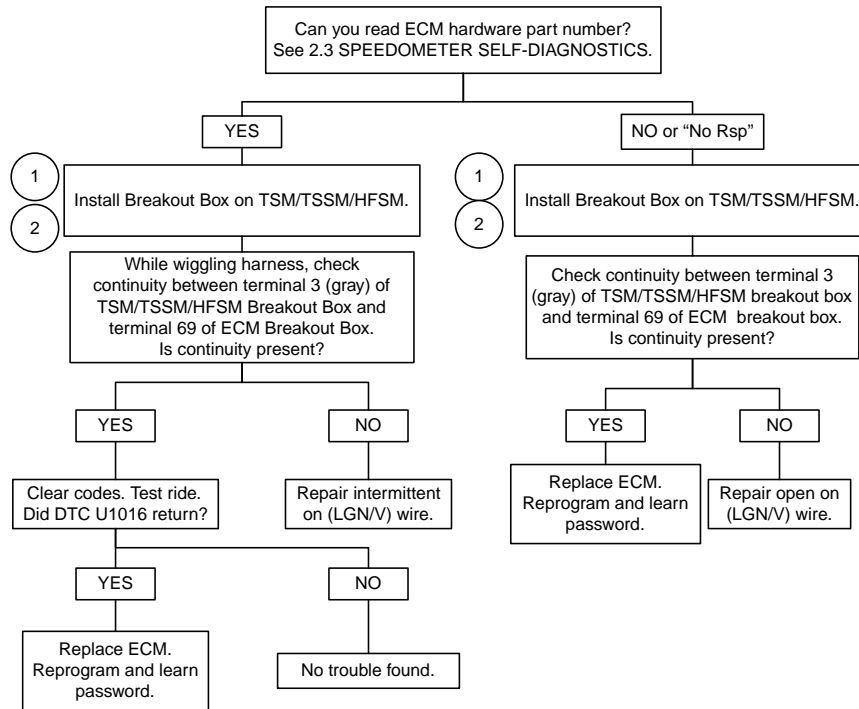 Can you read ECM hardware part number?
See 2.3 SPEEDOMETER SELF-DIAGNOSTICS.
YES
NO or “No Rsp”
1
2
Install Breakout Box on TSM/TSSM/HFSM.
1
2
Install Breakout Box on TSM/TSSM/HFSM.
While wiggling harness, check
continuity between terminal 3 (gray) of
TSM/TSSM/HFSM Breakout Box and
terminal 69 of ECM Breakout Box.
Is continuity present?
Check continuity between terminal 3
(gray) of TSM/TSSM/HFSM breakout box
and terminal 69 of ECM breakout box.
Is continuity present?
YES
NO
YES
NO
Clear codes. Test ride.
Did DTC U1016 return?
Repair intermittent
on (LGN/V) wire.
Replace ECM.
Reprogram and learn
password.
Repair open on
(LGN/V) wire.
YES
NO
Replace ECM.
Reprogram and learn
password.
No trouble found.